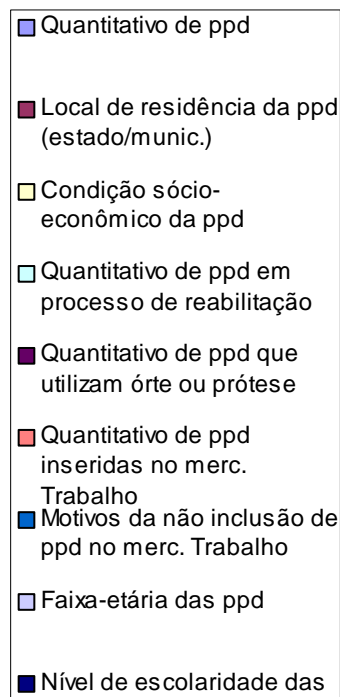 Quantitativo de ppd
Local de residência da ppd
(estado/munic.)
Condição sócio-
econômico da ppd
Quantitativo de ppd em
processo de reabilitação
Quantitativo de ppd que
utilizam órte ou prótese
Quantitativo de ppd
inseridas no merc.
Trabalho
Motivos da não inclusão de
ppd no merc. Trabalho
Faixa-etária das ppd
Nível de escolaridade das